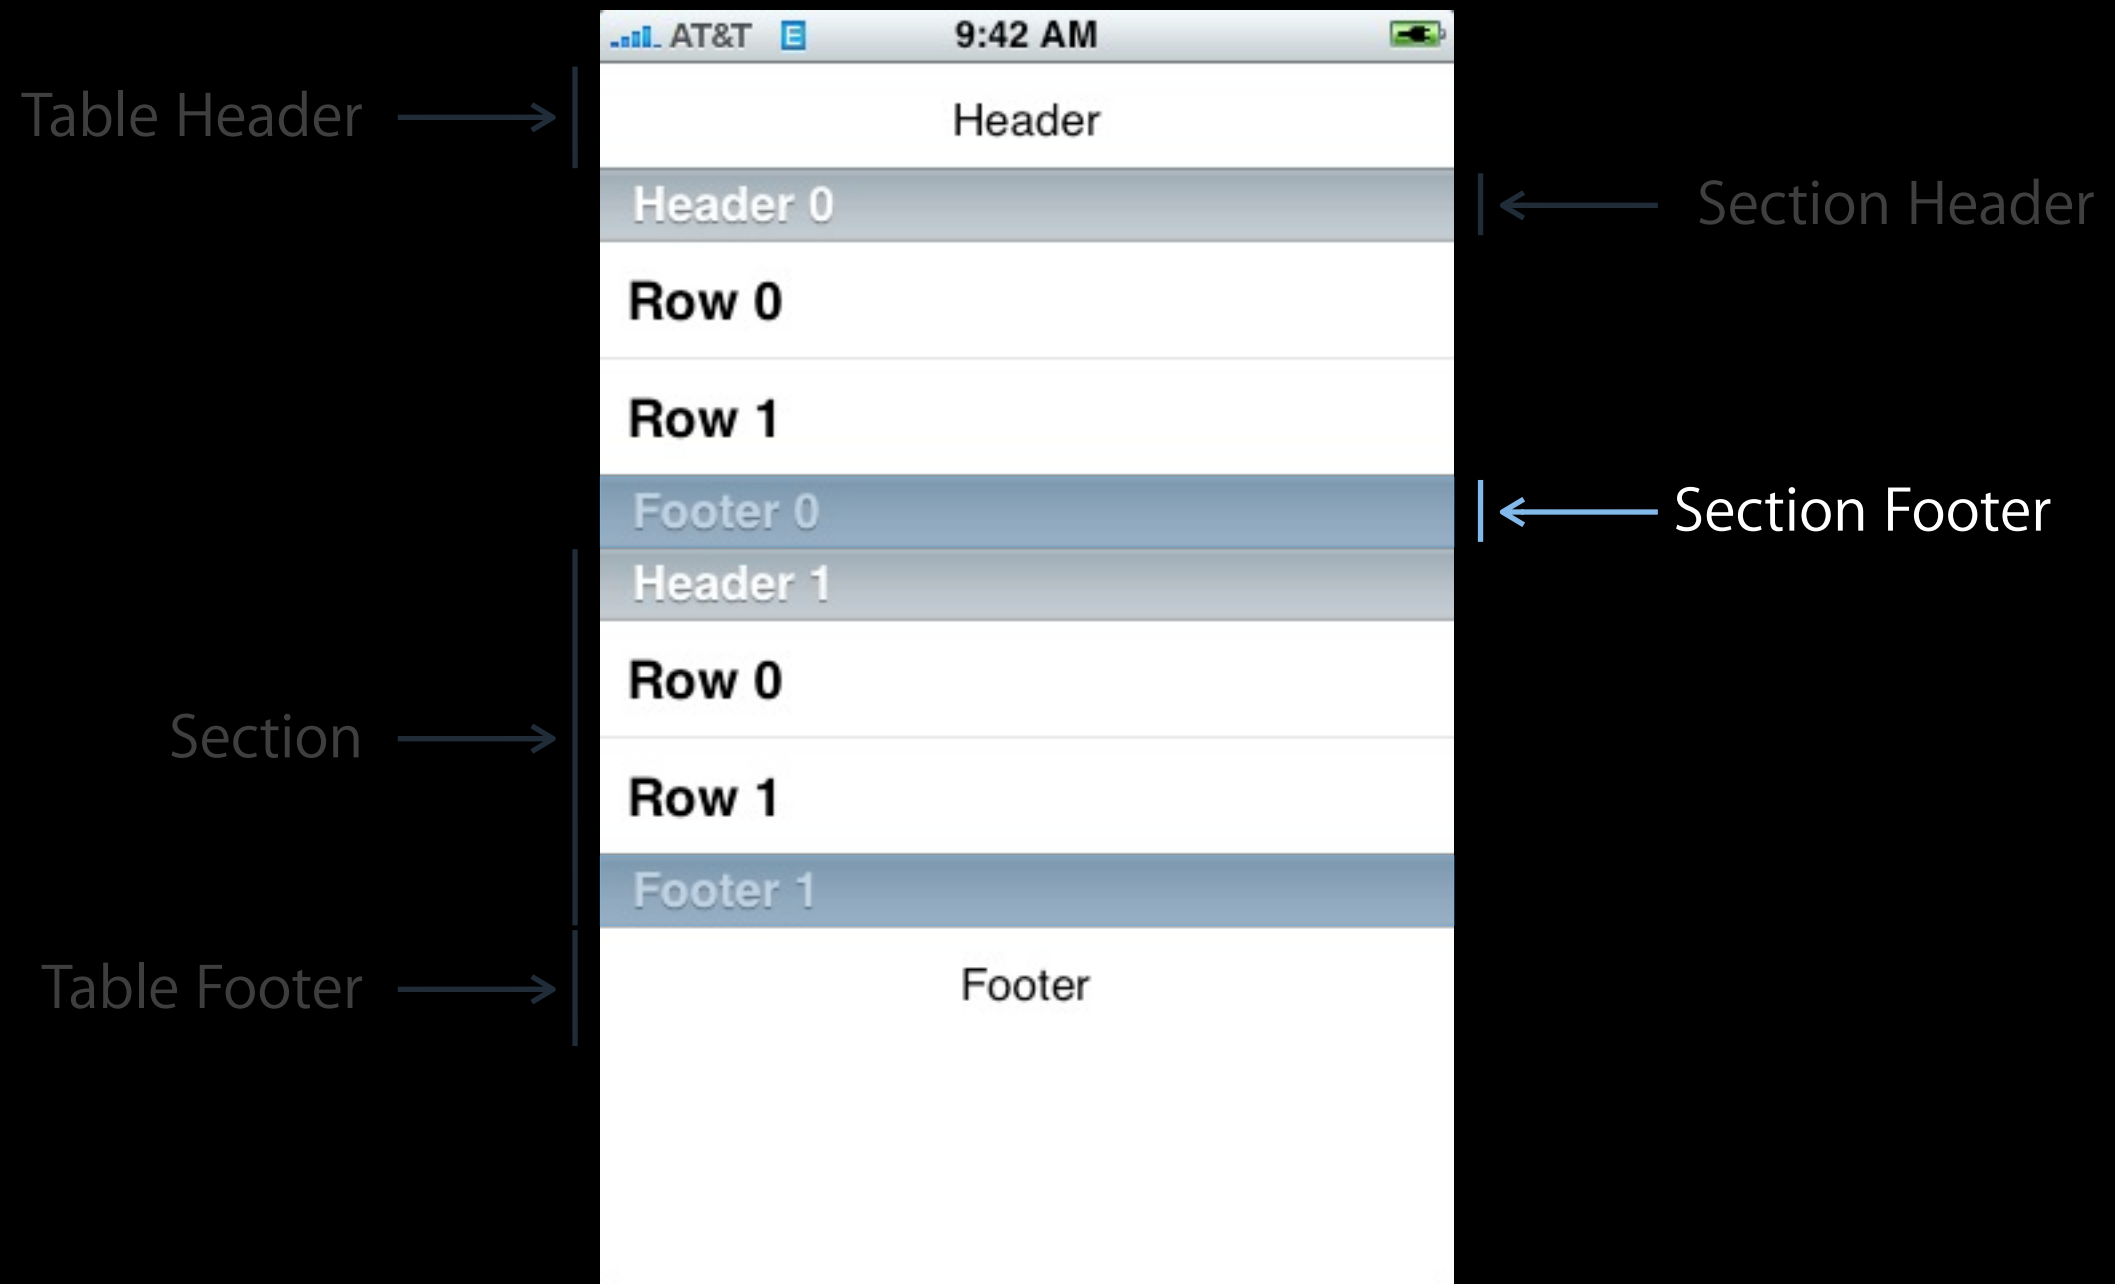 AT&T E 9:42 AM
Table Header
Header
Header 0
Section Header
Row 0
Row 1
Footer 0
Section Footer
Header 1
Row 0
Section
Row 1
Footer 1
Table Footer
Footer